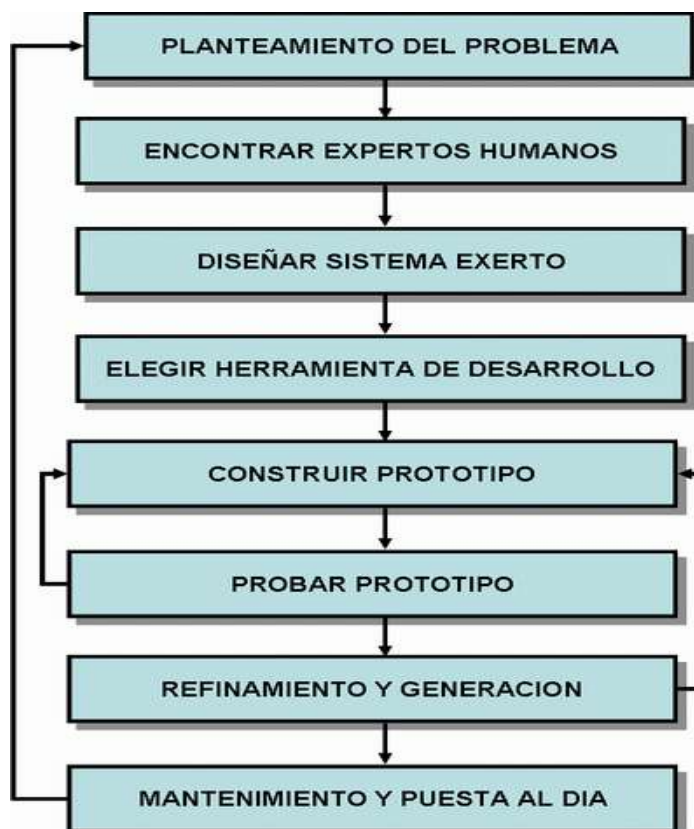 PLANTEAMIENTO DEL PROBLEMA
ENCONTRAR EXPERTOS HUMANOS
DISEÑAR SISTEMA EXERTO
ELEGIR HERRAMIENTA DE DESARROLLO
CONSTRUIR PROTOTIPO
PROBAR PROTOTIPO
REFINAMIENTO Y GENERACION
MANTENIMIENTO Y PUESTA AL DIA